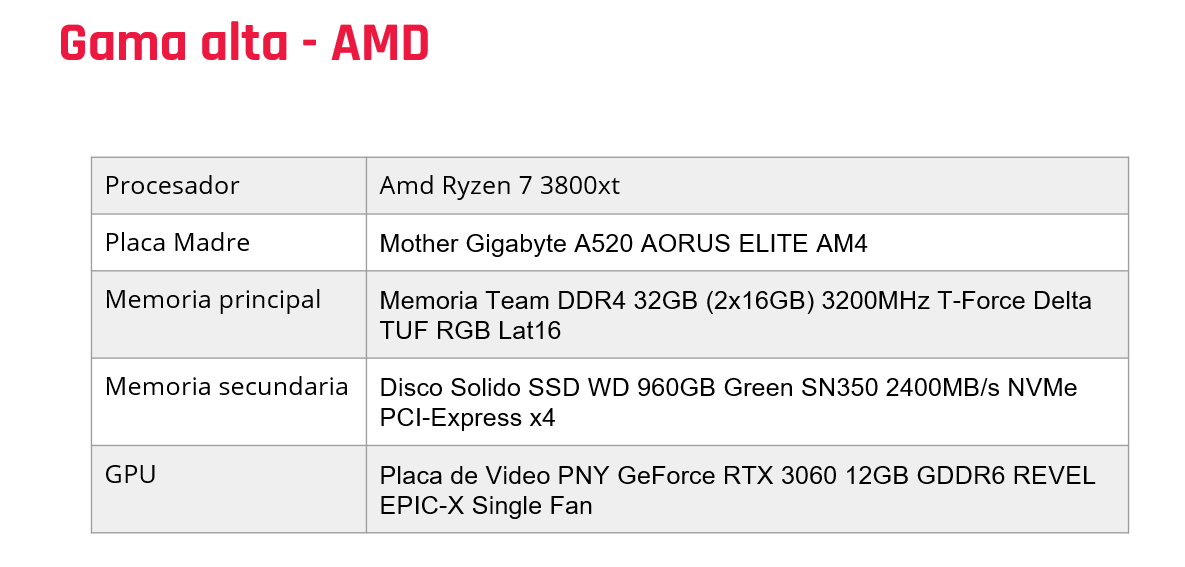 Gama alta - AMD
Procesador
Amd Ryzen 7 3800xt
Placa Madre
Mother Gigabyte A520 AORUS ELITE AM4
Memoria principal
Memoria Team DDR4 32GB (2x16GB) 3200MHz T-Force Delta
TUF RGB Lat16
Memoria secundaria
Disco Solido SSD WD 960GB Green SN350 2400MB/s NVMe
PCI-Express x4
GPU
Placa de Video PNY GeForce RTX 3060 12GB GDDR6 REVEL
EPIC-X Single Fan